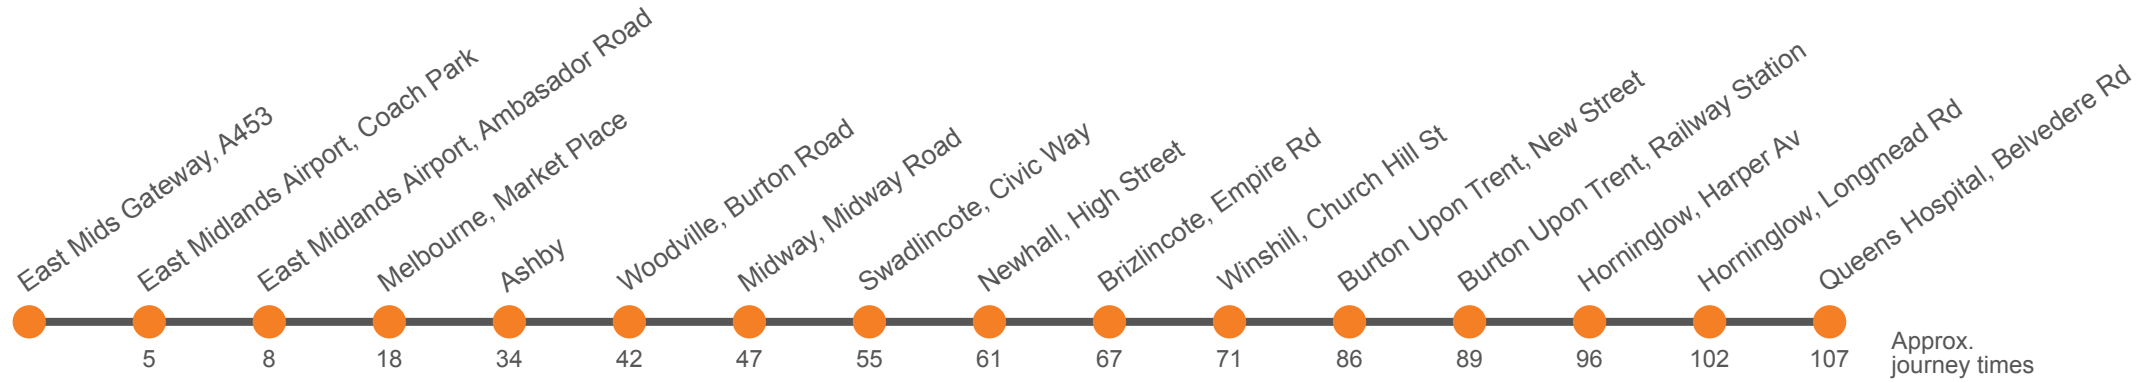 East Mids Gateway, A453
East Midlands Airport, Coach Park
East Midlands Airport, Ambasador Road
Melbourne, Market Place
Ashby
Woodville, Burton Road
Midway, Midway Road
Swadlincote, Civic Way
Newhall, High Street
Brizlincote, Empire Rd
Winshill, Church Hill St
Burton Upon Trent, New Street
Burton Upon Trent, Railway Station
Horninglow, Harper Av
Horninglow, Longmead Rd
Queens Hospital, Belvedere Rd
5 8 18 34 42 47 55 61 67 71 86 89 96 102 107
Approx.
journey times